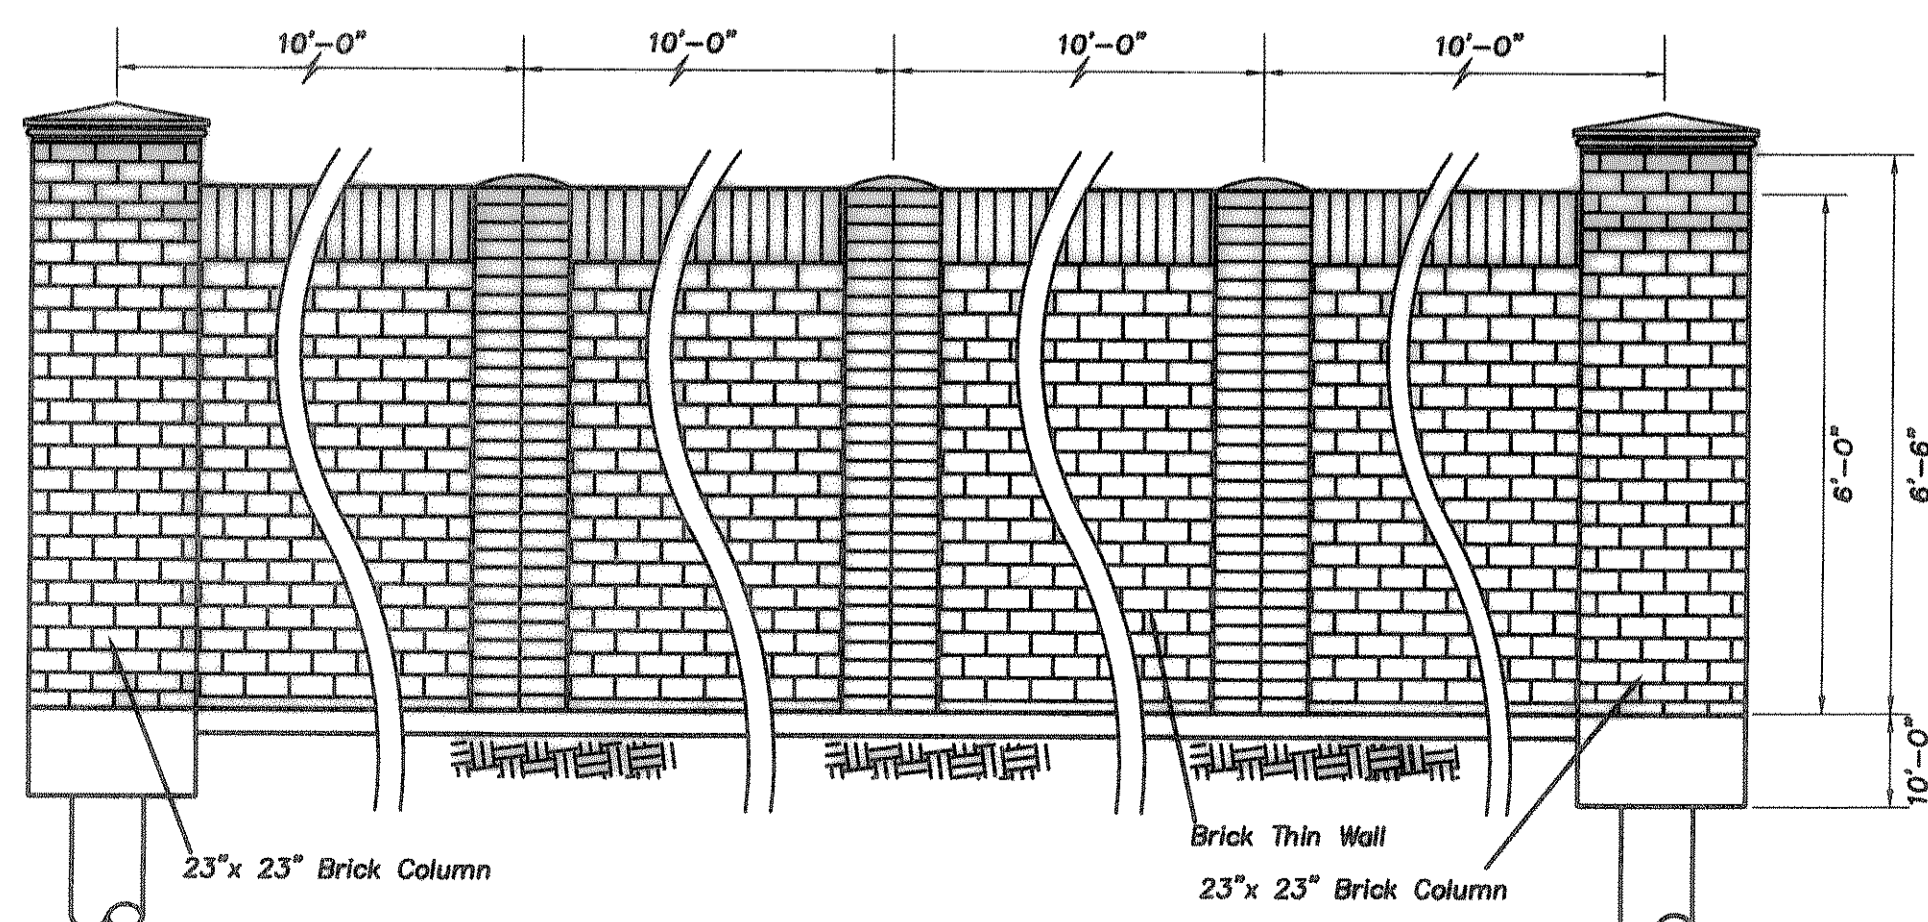 10'-0" 10'-0" 10'-0" 10'-0"
6'-0"
6'-6"
10'-0"
Brick Thin Wall
23"x 23" Brick Column
23"x 23" Brick Column